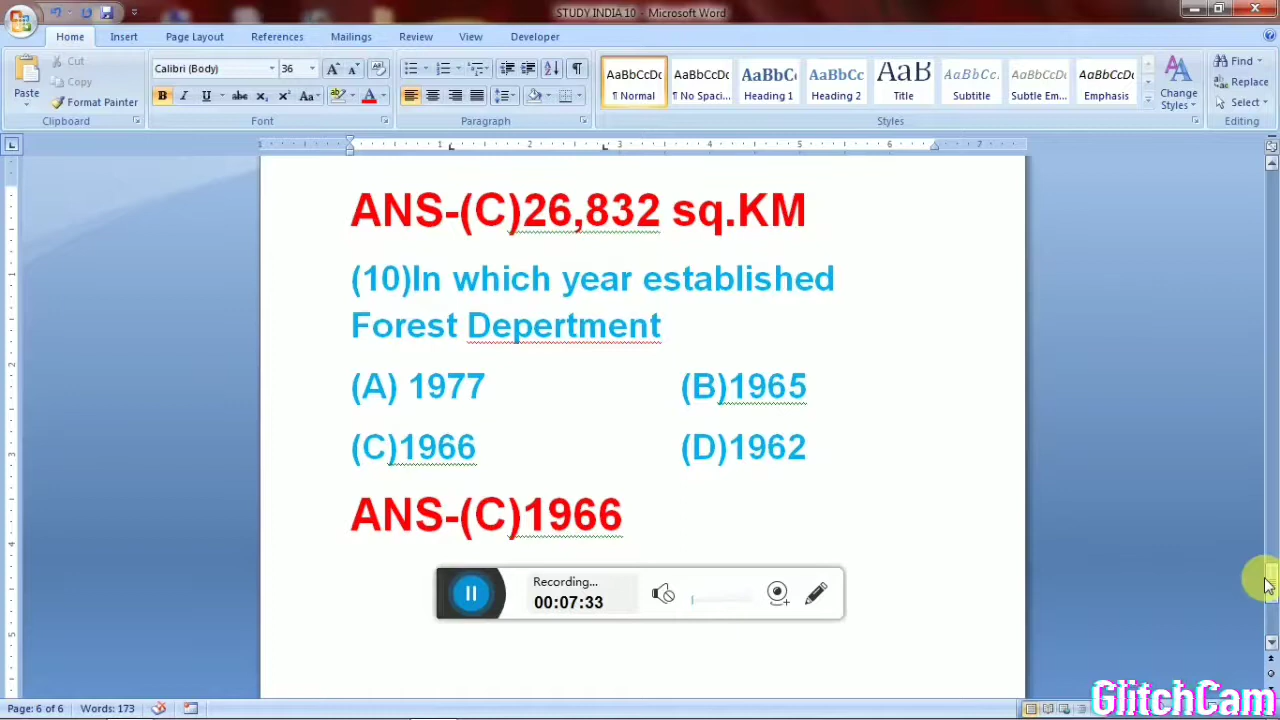 STUDY INDIA 10 - Microsoft Word
Home Insert Page Layout References Mailings Review View Developer
Paste Cut Copy Format Painter Clipboard
Calibri (Body) 36 Font
Paragraph
AaBbCcDc AaBbCcDc AaBbCc AaBbCc AaB AaBbCc. AaBbCcDc AaBbCcDc
¶ Normal ¶ No Spaci... Heading 1 Heading 2 Title Subtitle Subtle Em... Emphasis
Styles
Change Styles
Find Replace Select Editing
ANS-(C)26,832 sq.KM
(10)In which year established
Forest Depertment
(A) 1977 (B)1965
(C)1966 (D)1962
ANS-(C)1966
Recording...
00:07:33
Page: 6 of 6 Words: 173
GlitchCam